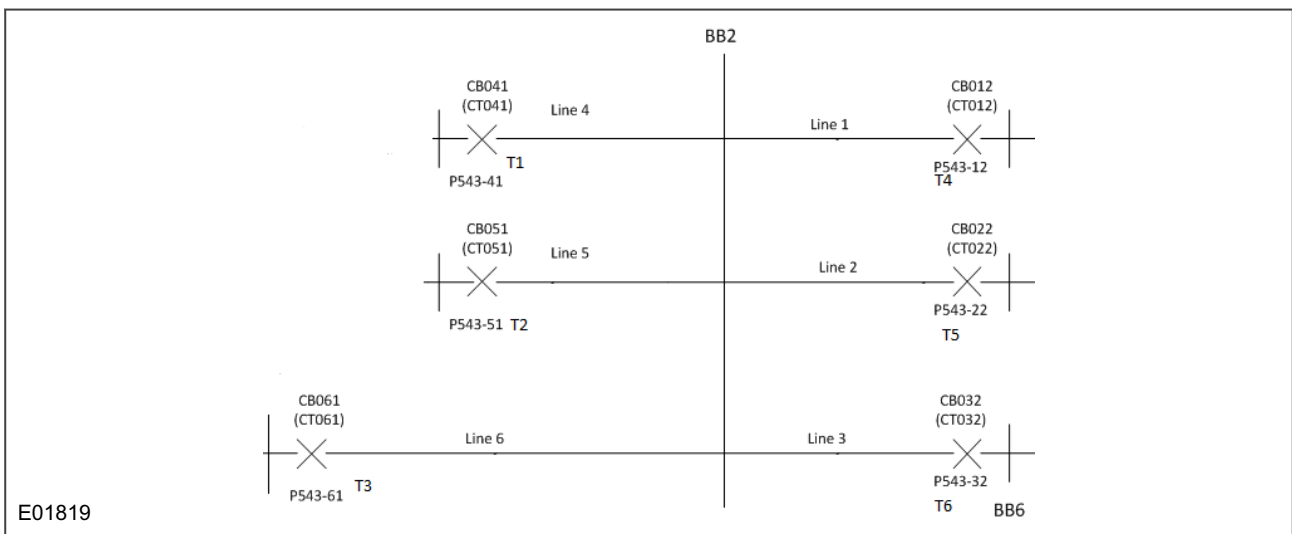 BB2
CB041
(CT041)
Line 4
T1
P543-41
CB012
(CT012)
Line 1
P543-12
T4
CB051
(CT051)
Line 5
P543-51 T2
CB022
(CT022)
Line 2
P543-22
T5
CB061
(CT061)
Line 6
P543-61
T3
CB032
(CT032)
Line 3
P543-32
T6
BB6
E01819